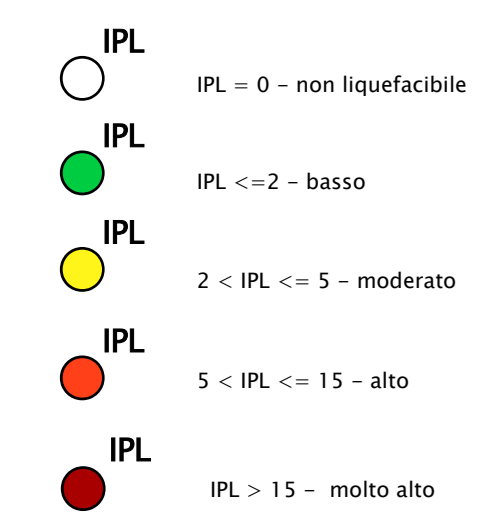 IPL
IPL = 0 – non liquefacibile
IPL
IPL <=2 – basso
IPL
2 < IPL <= 5 – moderato
IPL
5 < IPL <= 15 – alto
IPL
IPL > 15 – molto alto